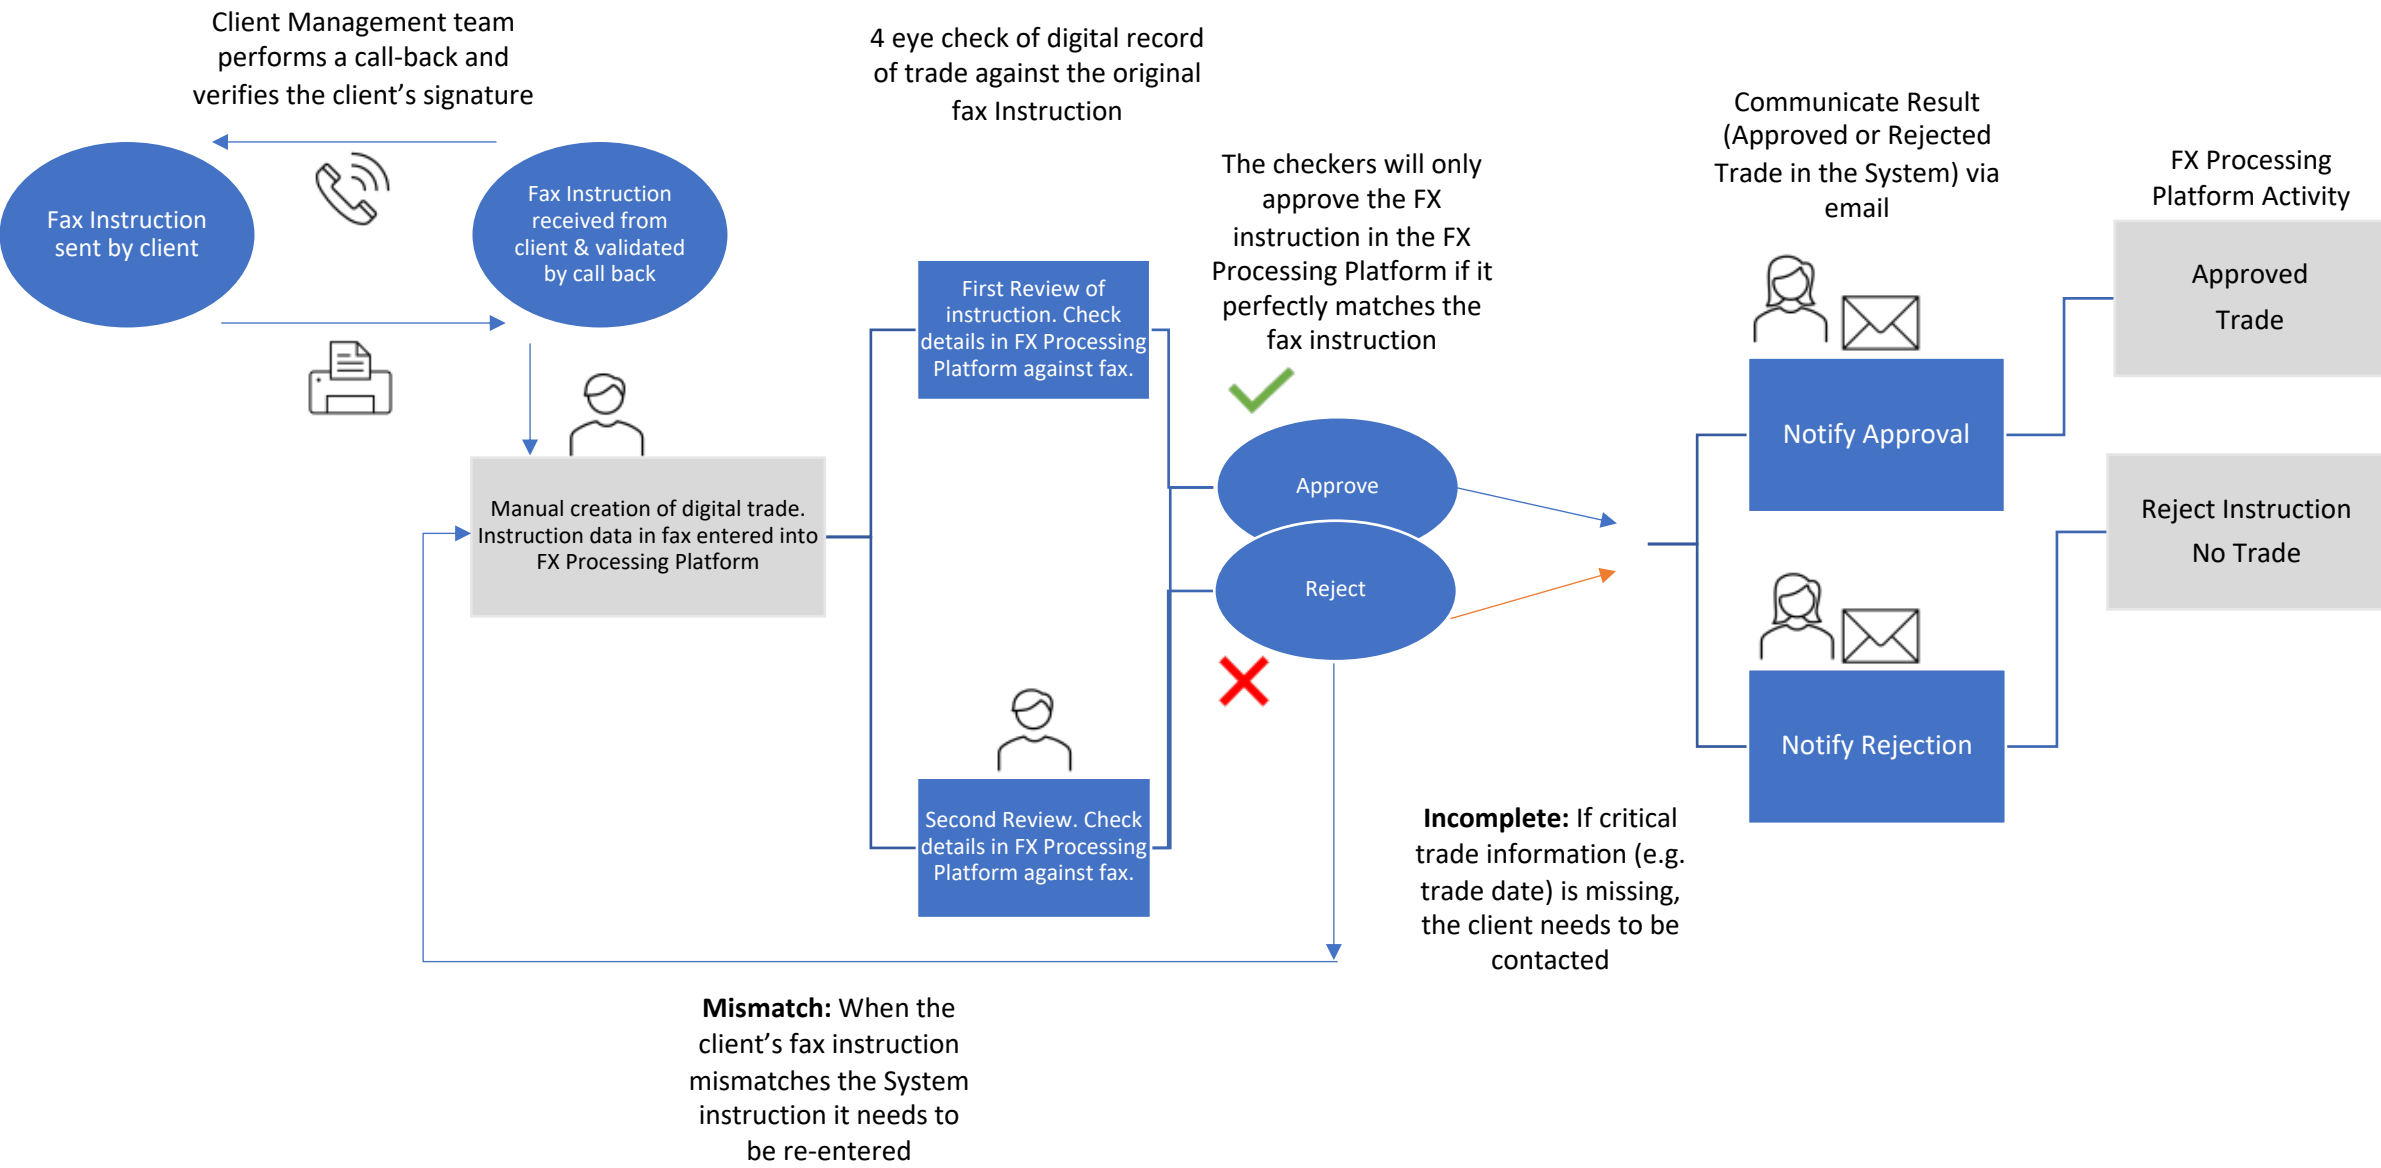 Client Management team
performs a call-back and
verifies the client's signature
4 eye check of digital record
of trade against the original
fax Instruction
Communicate Result
(Approved or Rejected
Trade in the System) via
email
FX Processing
Platform Activity
The checkers will only
approve the FX
instruction in the FX
Processing Platform if it
perfectly matches the
fax instruction
Fax Instruction
sent by client
Fax Instruction
received from
client & validated
by call back
First Review of
instruction. Check
details in FX Processing
Platform against fax.
Approved
Trade
Notify Approval
Approve
Manual creation of digital trade.
Instruction data in fax entered into
FX Processing Platform
Reject Instruction
No Trade
Reject
Notify Rejection
Second Review. Check
details in FX Processing
Platform against fax.
Incomplete: If critical
trade information (e.g.
trade date) is missing,
the client needs to be
contacted
Mismatch: When the
client's fax instruction
mismatches the System
instruction it needs to
be re-entered